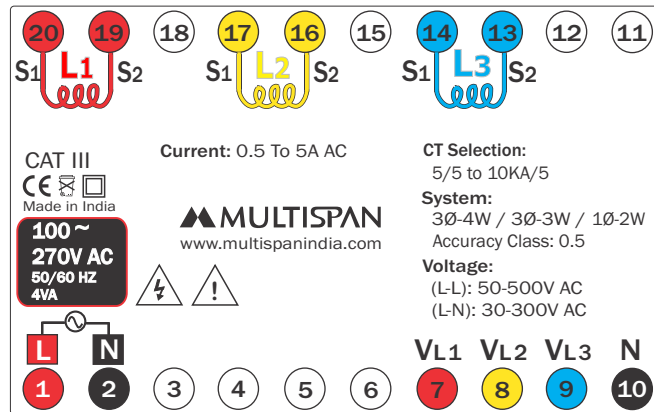 20 19 18 17 16 15 14 13 12 11
S1 L1 S2 S1 L2 S2 S1 L3 S2
CAT III
CE
Made in India
100 ~
270V AC
50/60 HZ
4VA
Current: 0.5 To 5A AC
MULTISPAN
www.multispanindia.com
CT Selection:
5/5 to 10KA/5
System:
3Ø-4W / 3Ø-3W / 1Ø-2W
Accuracy Class: 0.5
Voltage:
(L-L): 50-500V AC
(L-N): 30-300V AC
L N VL1 VL2 VL3 N
1 2 3 4 5 6 7 8 9 10